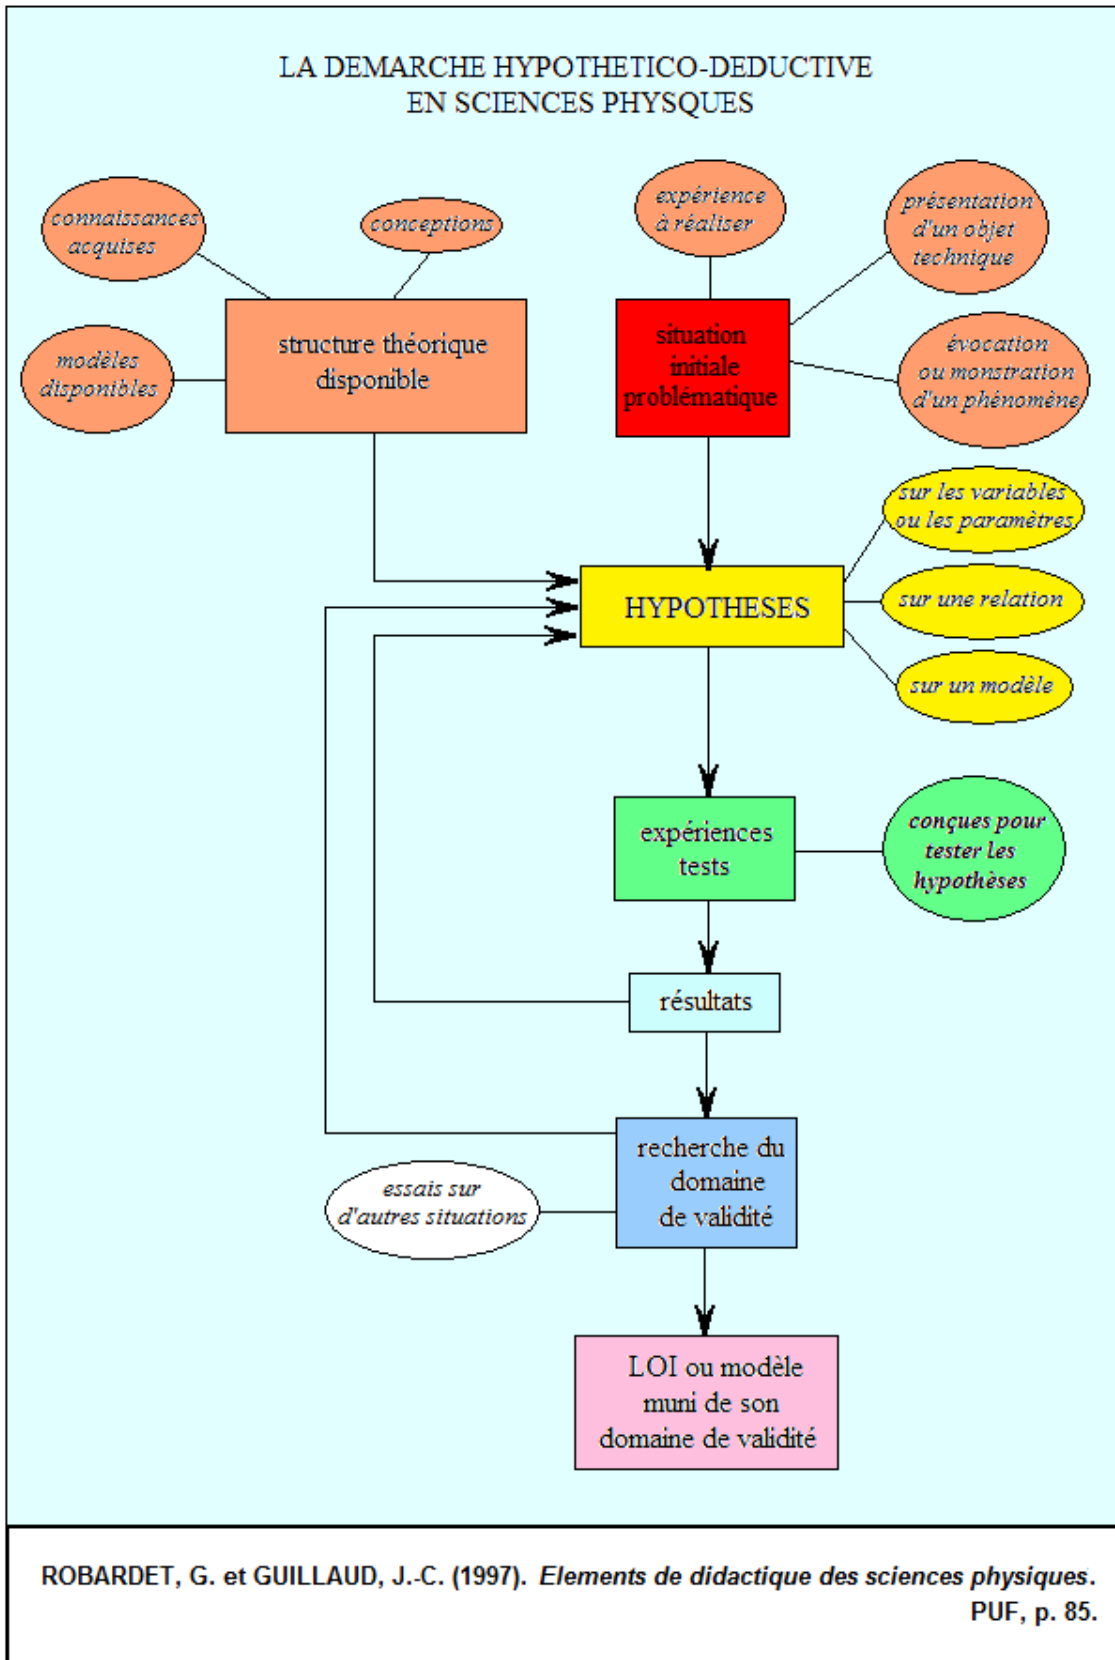 LA DEMARCHE HYPOTHETICO-DEDUCTIVE
EN SCIENCES PHYSQUES
connaissances
acquises
conceptions
modèles
disponibles
structure théorique
disponible
expérience
à réaliser
présentation
d'un objet
technique
évocation
ou monstration
d'un phénomène
situation
initiale
problématique
sur les variables
ou les paramètres
sur une relation
sur un modèle
HYPOTHESES
expériences
tests
conçues pour
tester les
hypothèses
résultats
recherche du
domaine
de validité
essais sur
d'autres situations
LOI ou modèle
muni de son
domaine de validité
ROBARDET, G. et GUILLAUD, J.-C. (1997). Elements de didactique des sciences physiques.
PUF, p. 85.